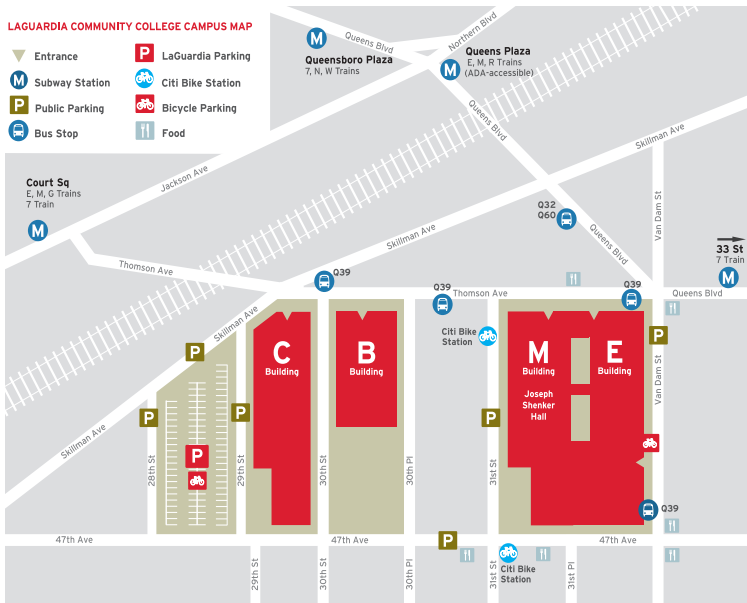 LAGUARDIA COMMUNITY COLLEGE CAMPUS MAP
Entrance
P LaGuardia Parking
M Subway Station
Citi Bike Station
P Public Parking
Bicycle Parking
Bus Stop
Food
M
Queensboro Plaza
7, N, W Trains
Queens Blvd
Northern Blvd
M
Queens Plaza
E, M, R Trains
(ADA-accessible)
Queens Blvd
Skillman Ave
Jackson Ave
Court Sq
E, M, G Trains
7 Train
M
Thomson Ave
Skillman Ave
Q32
Q60
Queens Blvd
Van Dam St
33 St
7 Train
M
Q39
Q39
Thomson Ave
Q39
Queens Blvd
Skillman Ave
Citi Bike
Station
P
P
C
Building
B
Building
M
Building
E
Building
Joseph
Shenker
Hall
Van Dam St
P
P
P
P
Skillman Ave
28th St
29th St
30th St
30th Pl
31st St
Q39
47th Ave
47th Ave
P
47th Ave
Citi Bike
Station
29th St
30th St
30th Pl
31st St
31st Pl